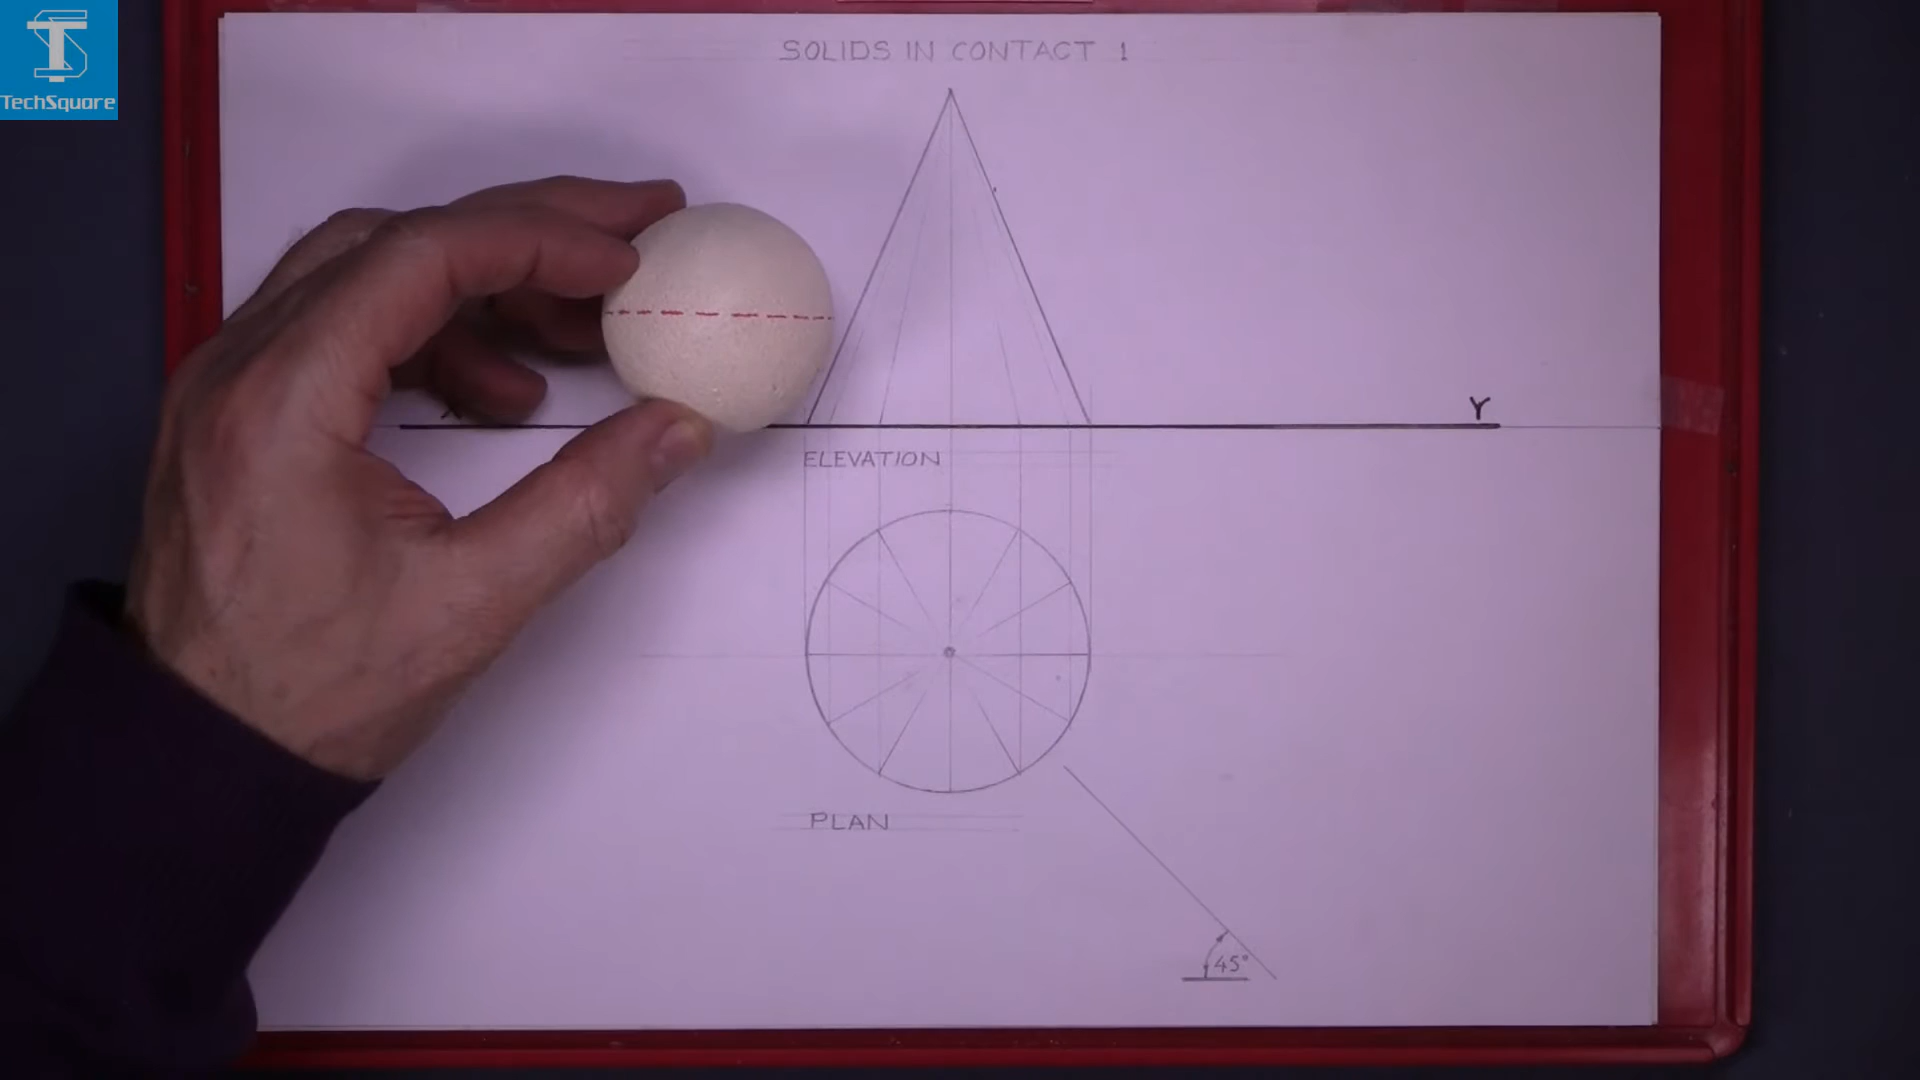 TechSquare
SOLIDS IN CONTACT 1
X
Y
ELEVATION
PLAN
45°